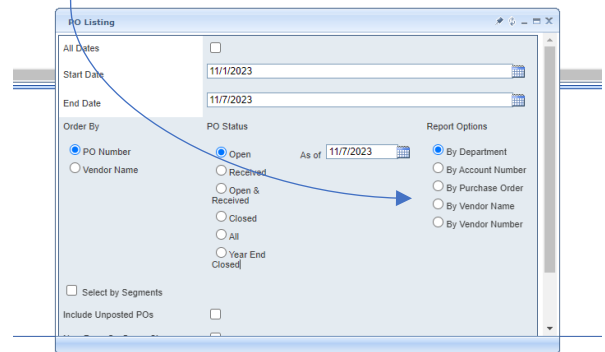 PO Listing
All Dates
Start Date 11/1/2023
End Date 11/7/2023
Order By PO Status Report Options
PO Number Open As of 11/7/2023 By Department
Vendor Name Received By Account Number
Open & Received By Purchase Order
Closed By Vendor Name
All By Vendor Number
Year End Closed
Select by Segments
Include Unposted POs